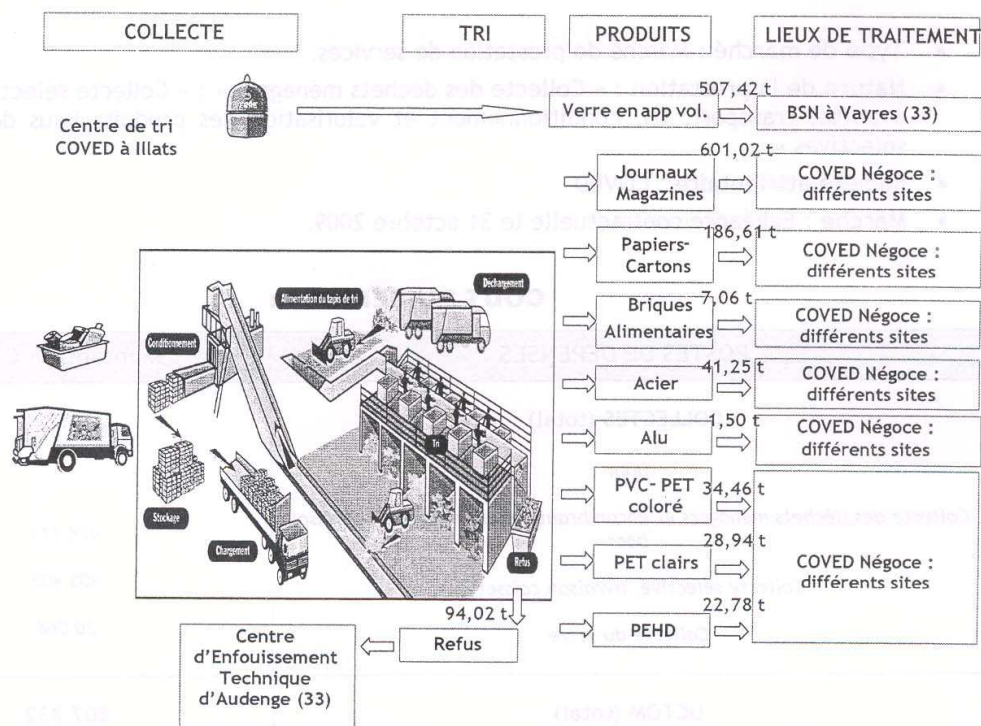 COLLECTE
TRI
PRODUITS
LIEUX DE TRAITEMENT
Centre de tri
COVED à Illats
Verre en app vol
507,42 t
BSN à Vayres (33)
601,02 t
Journaux
Magazines
COVED Négoce :
différents sites
186,61 t
Papiers-
Cartons
COVED Négoce :
différents sites
7,06 t
Briques
Alimentaires
COVED Négoce :
différents sites
41,25 t
Acier
COVED Négoce :
différents sites
1,50 t
Alu
COVED Négoce :
différents sites
PVC- PET
coloré
34,46 t
28,94 t
PET clairs
COVED Négoce :
différents sites
22,78 t
PEHD
Alimentation du tapis de tri
Déchargement
Conditionnement
Tri
Stockage
Chargement
Refus
94,02 t
Refus
Centre
d'Enfouissement
Technique
d'Audenge (33)